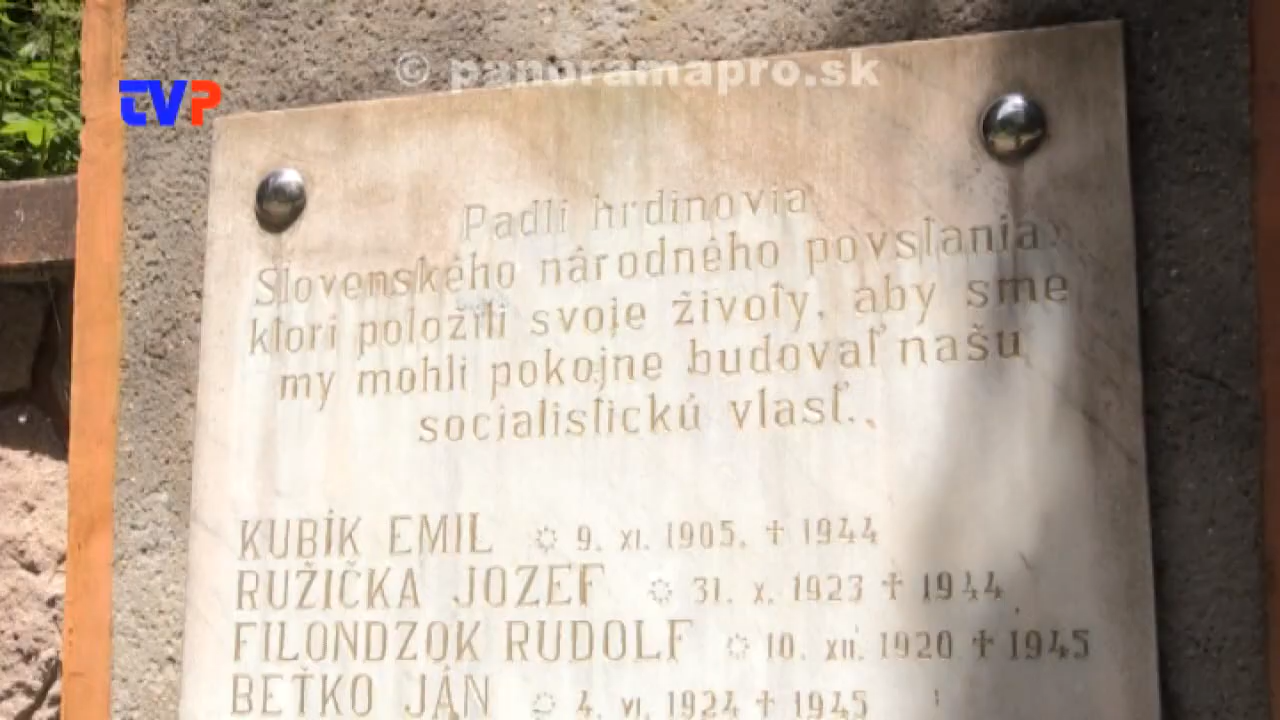 © panoramapro.sk
TVP
Padli hrdinovia
Slovenského národného povstania
ktorí položili svoje životy, aby sme
my mohli pokojne budovať našu
socialistickú vlasť.
KUBÍK EMIL ☼ 9. XI. 1905. † 1944
RUŽIČKA JOZEF ☼ 31. X. 1923 † 1944
FILONDZOK RUDOLF ☼ 10. XII. 1920 † 1945
BEŤKO JÁN ☼ 4. VI. 1924 † 1945